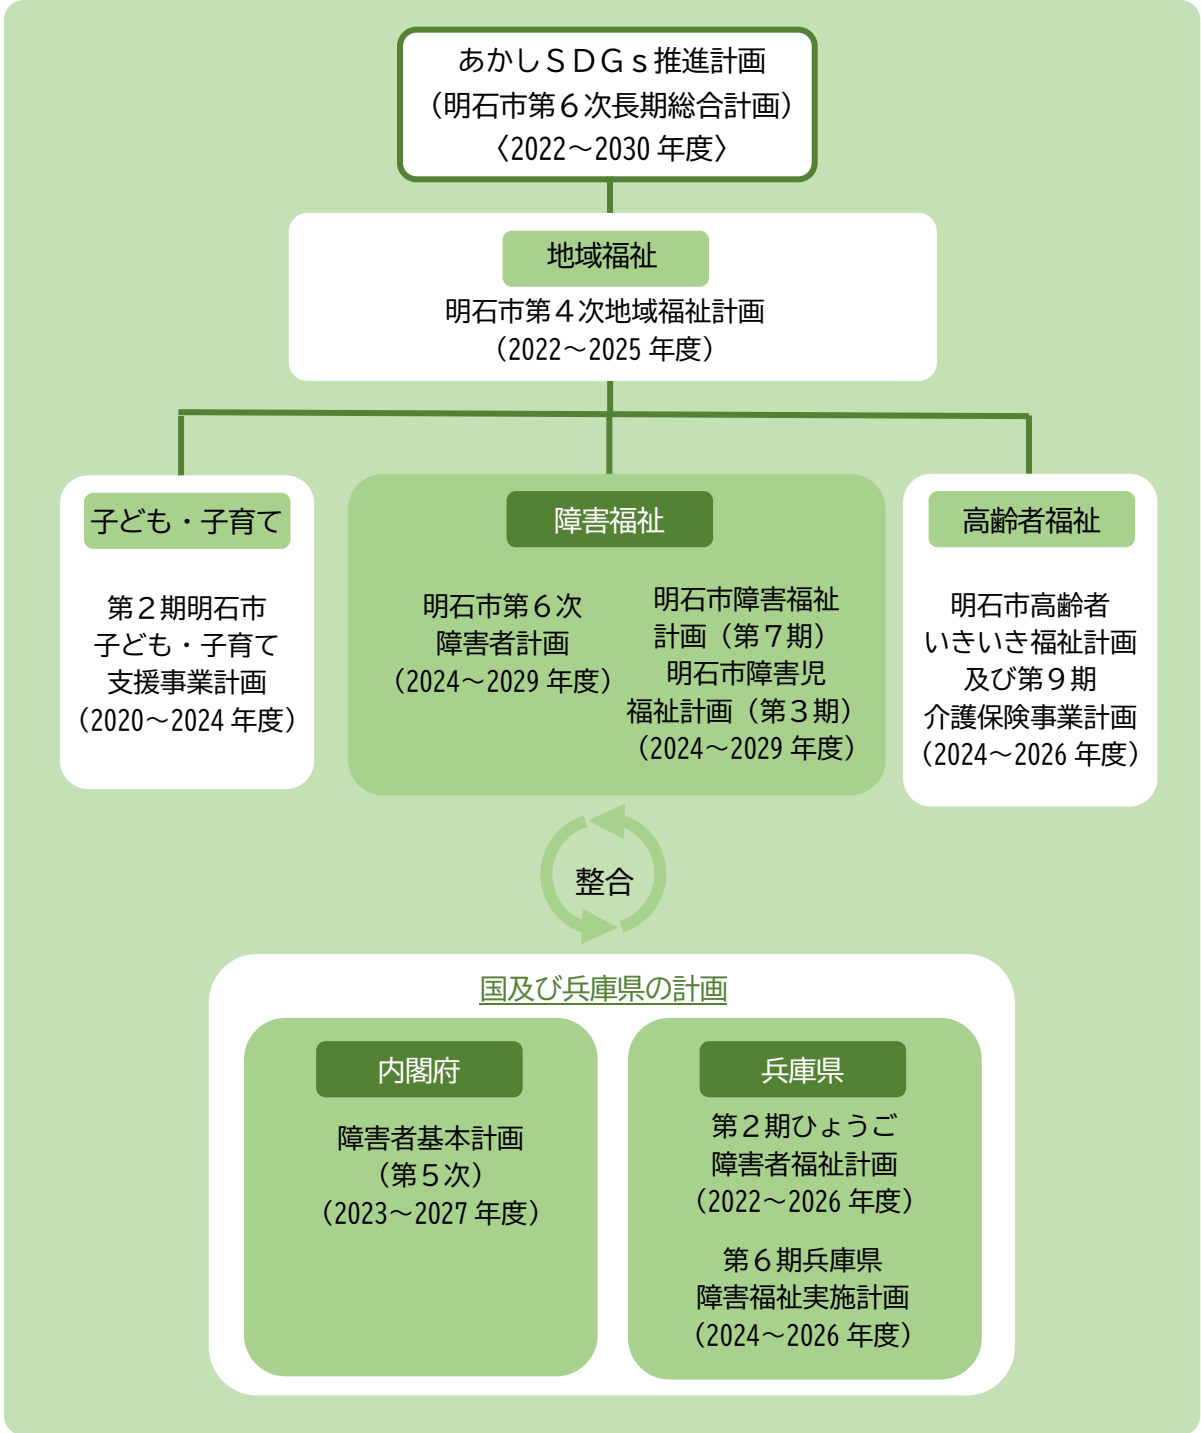 あかしＳＤＧｓ推進計画
（明石市第６次長期総合計画）
〈2022～2030 年度〉
地域福祉
明石市第４次地域福祉計画
（2022～2025 年度）
子ども・子育て
第２期明石市
子ども・子育て
支援事業計画
（2020～2024 年度）
障害福祉
明石市第６次
障害者計画
（2024～2029 年度）
明石市障害福祉
計画（第７期）
明石市障害児
福祉計画（第３期）
（2024～2029 年度）
高齢者福祉
明石市高齢者
いきいき福祉計画
及び第９期
介護保険事業計画
（2024～2026 年度）
整合
国及び兵庫県の計画
内閣府
障害者基本計画
（第５次）
（2023～2027 年度）
兵庫県
第２期ひょうご
障害者福祉計画
（2022～2026 年度）
第６期兵庫県
障害福祉実施計画
（2024～2026 年度）